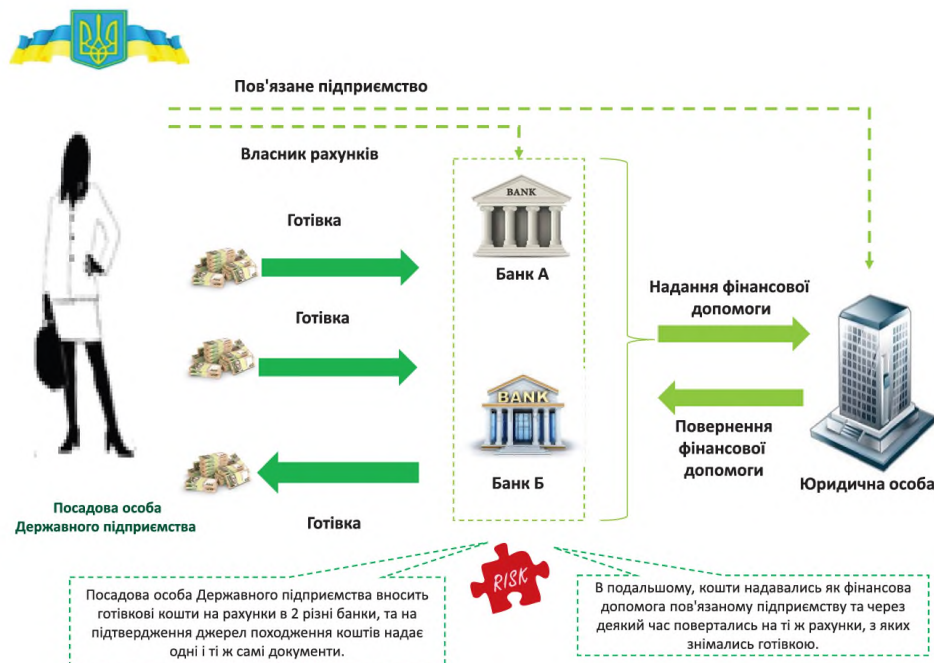 Пов'язане підприємство
Власник рахунків
Готівка
BANK
Банк А
Надання фінансової
допомоги
Готівка
BANK
Повернення
фінансової
допомоги
Банк Б
Юридична особа
Посадова особа
Державного підприємства
Готівка
RISK
Посадова особа Державного підприємства вносить
готівкові кошти на рахунки в 2 різні банки, та на
підтвердження джерел походження коштів надає
одні і ті ж самі документи.
В подальшому, кошти надавались як фінансова
допомога пов'язаному підприємству та через
деякий час повертались на ті ж рахунки, з яких
знімались готівкою.